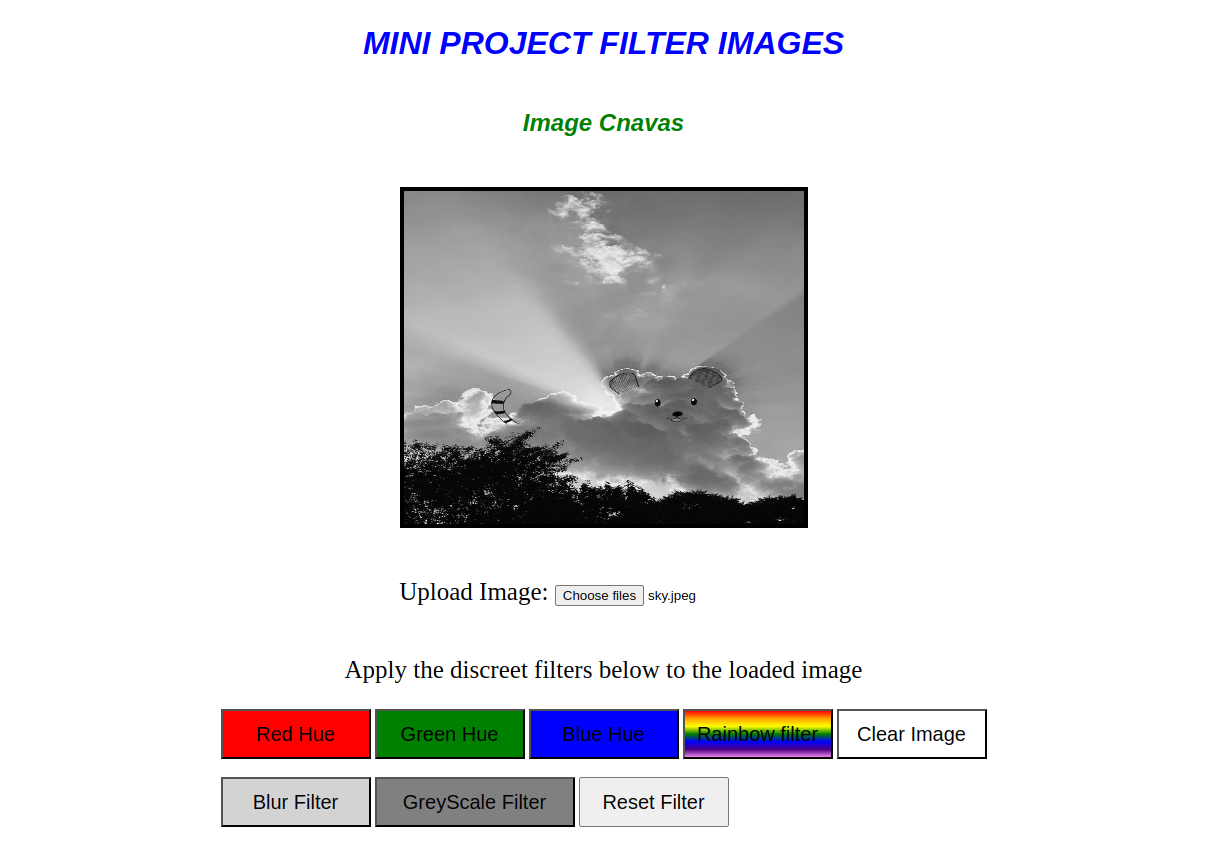 MINI PROJECT FILTER IMAGES
Image Cnavas
Upload Image: Choose files sky.jpeg
Apply the discreet filters below to the loaded image
Red Hue Green Hue Blue Hue Rainbow filter Clear Image
Blur Filter GreyScale Filter Reset Filter